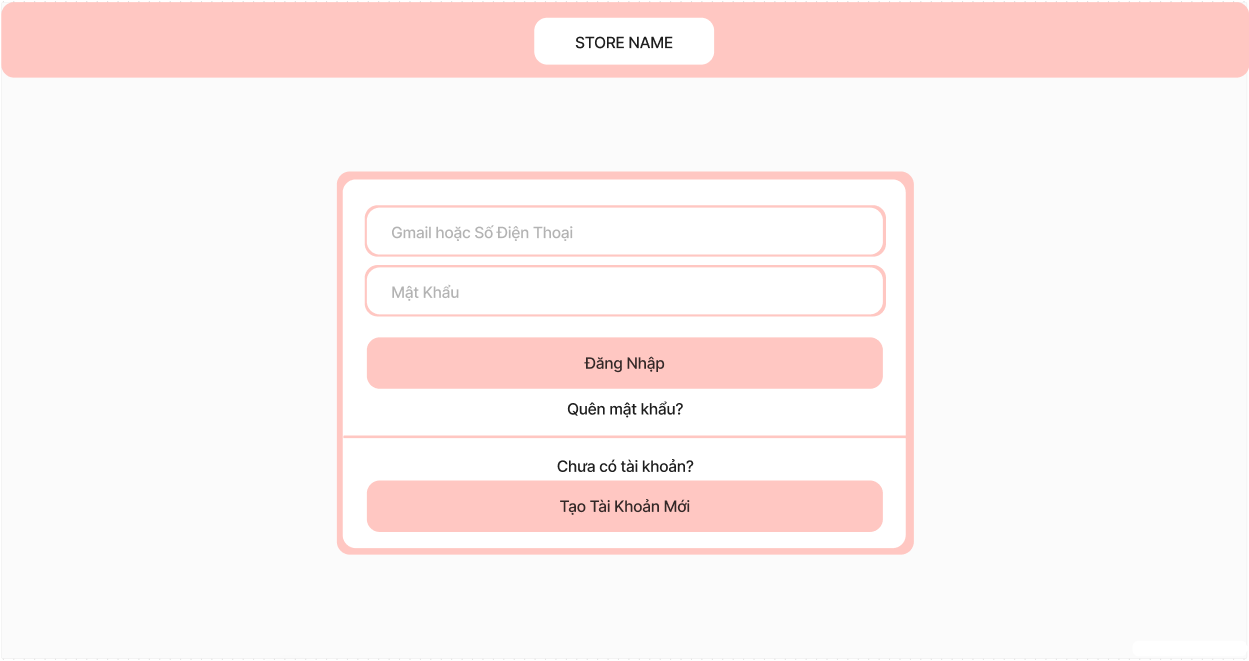 STORE NAME
Gmail hoặc Số Điện Thoại
Mật Khẩu
Đăng Nhập
Quên mật khẩu?
Chưa có tài khoản?
Tạo Tài Khoản Mới